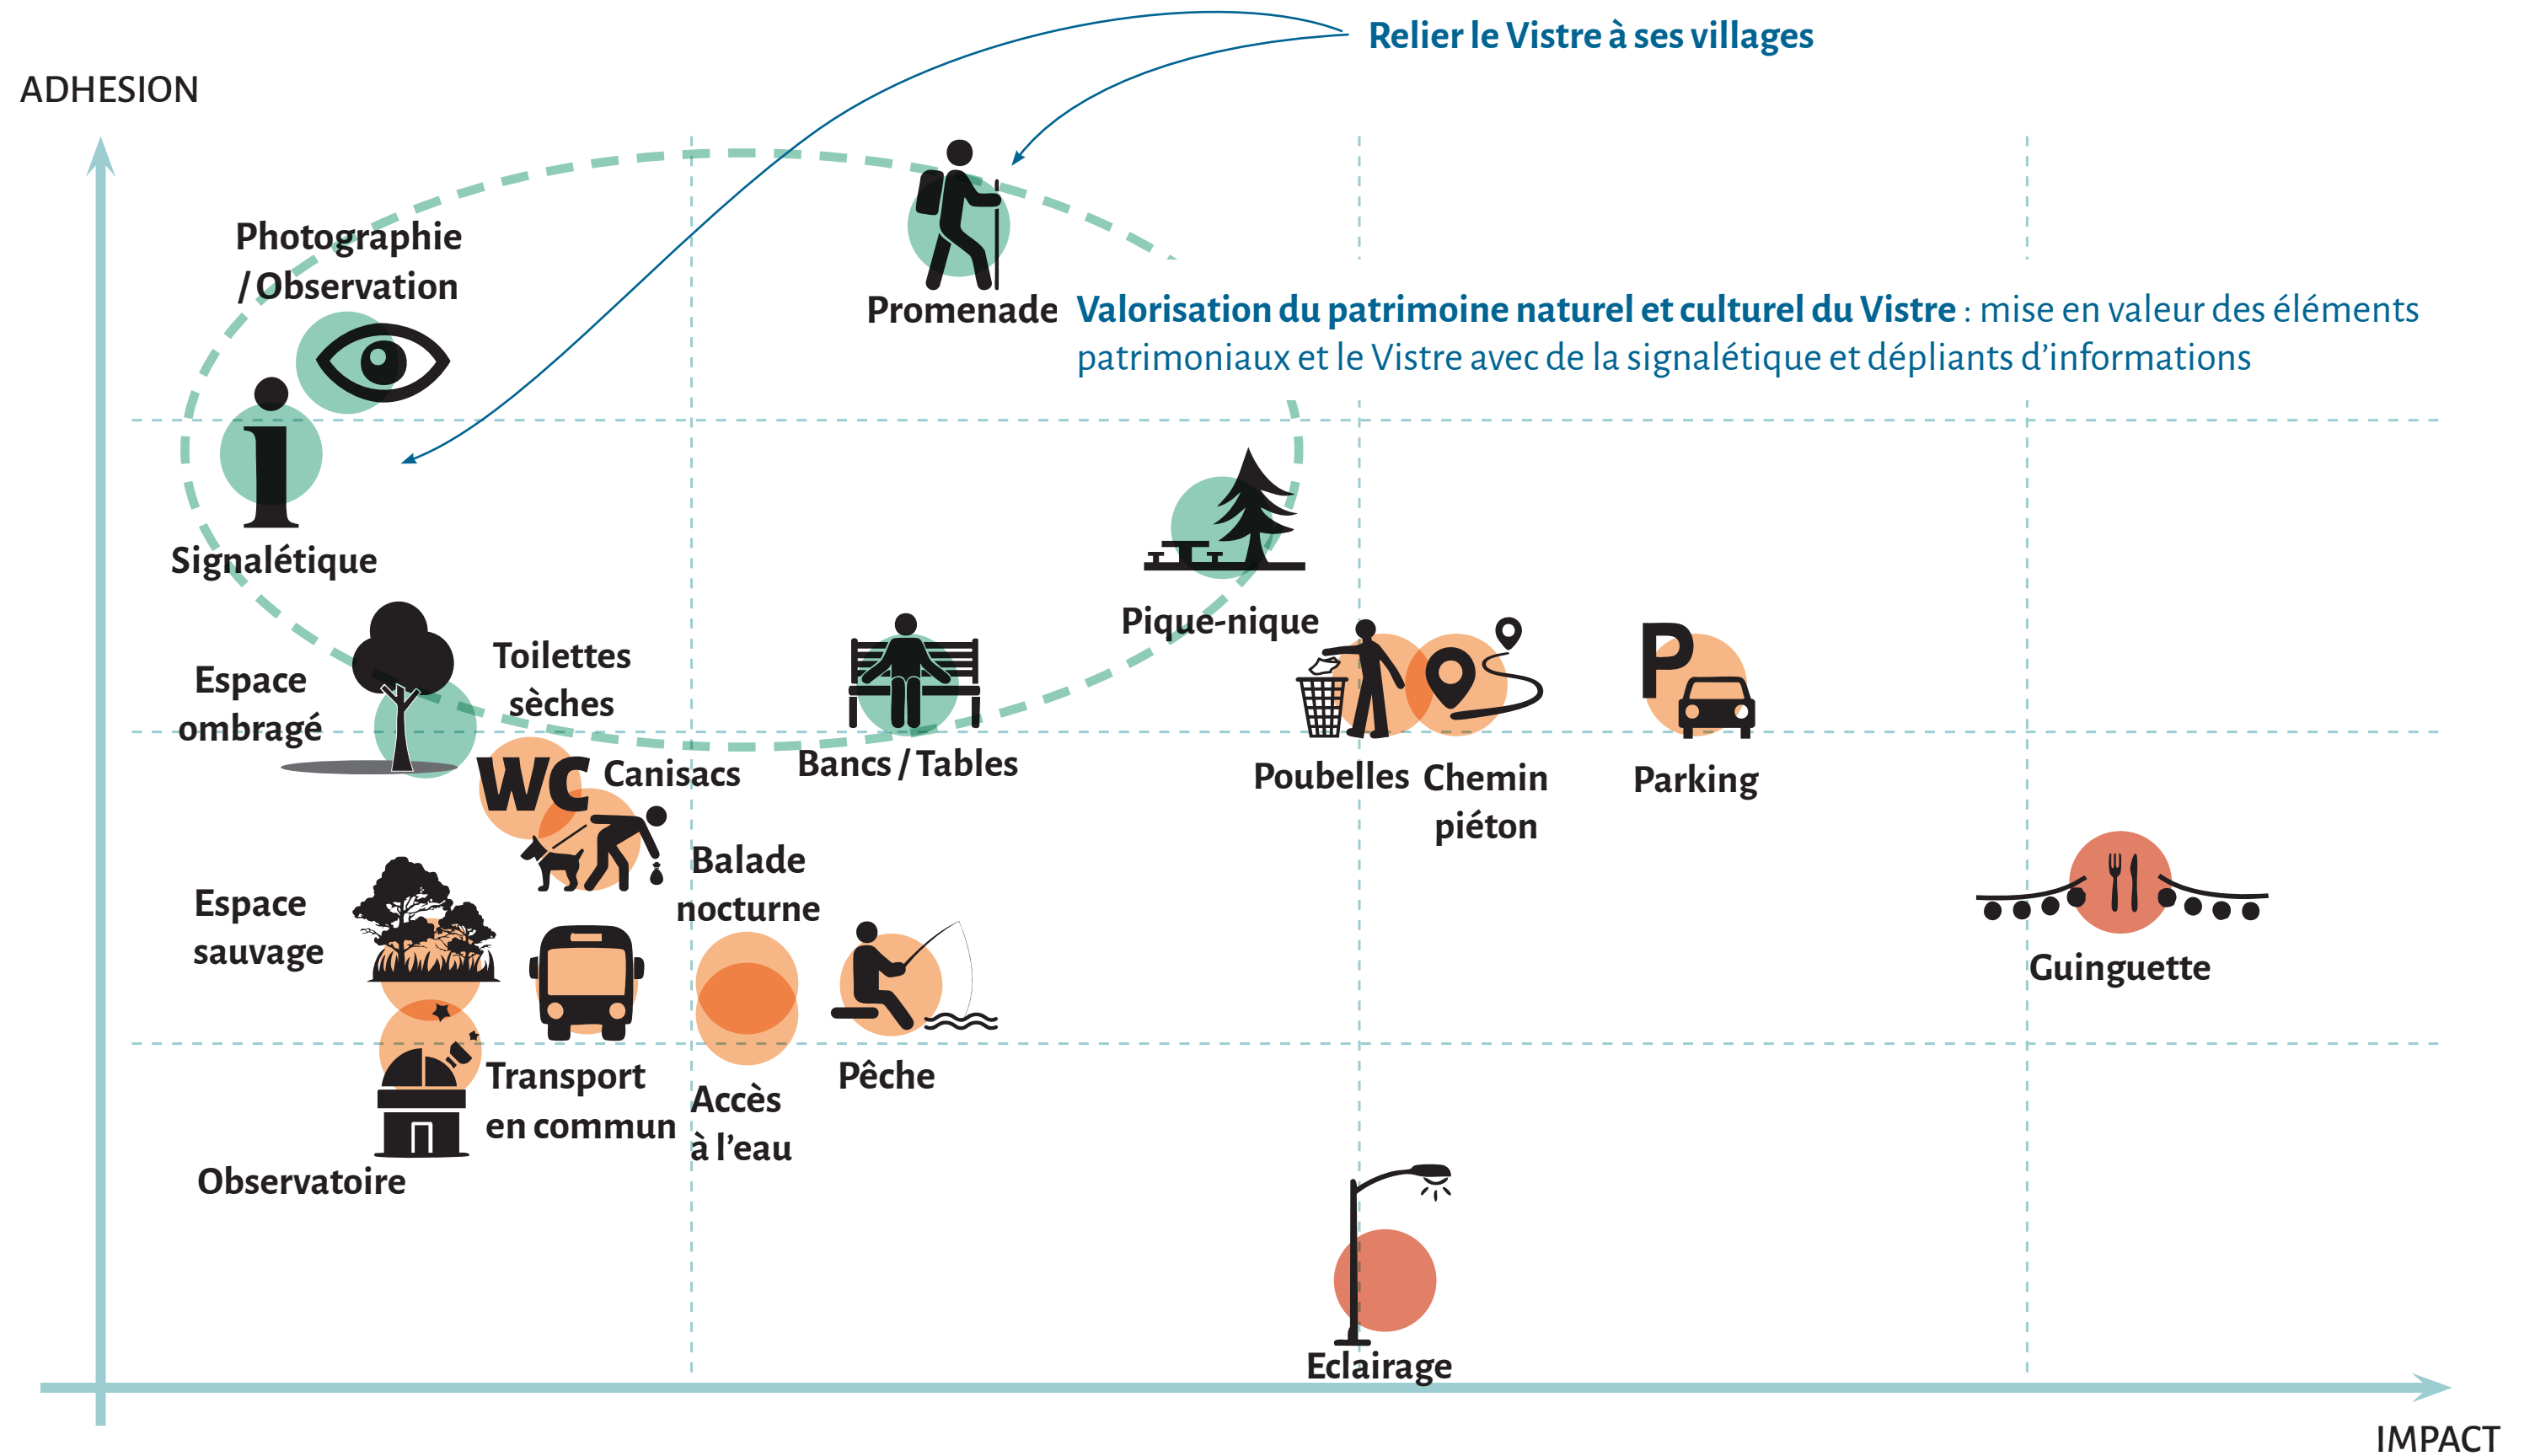 Relier le Vistre à ses villages
ADHESION
Photographie
/ Observation
Promenade
Valorisation du patrimoine naturel et culturel du Vistre : mise en valeur des éléments
patrimoniaux et le Vistre avec de la signalétique et dépliants d'informations
i
Signalétique
Pique-nique
Espace
ombragé
Toilettes
sèches
WC
Canisacs
Bancs / Tables
Poubelles
Chemin
piéton
P
Parking
Espace
sauvage
Balade
nocturne
Guinguette
Transport
en commun
Accès
à l'eau
Pêche
Observatoire
Eclairage
IMPACT